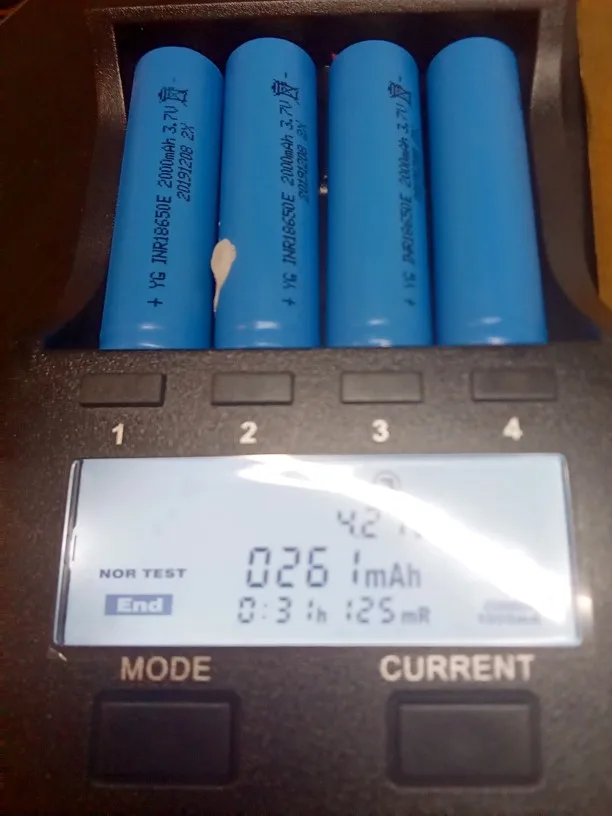 + YG INR18650E 2000mAh 3.7V -
20191208 2X
+ YG INR18650E 2000mAh 3.7V -
20191208 2X
+ YG INR18650E 2000mAh 3.7V -
1 2 3 4
4.2
NOR TEST
0261mAh
End
0:31h 125mR
MODE CURRENT